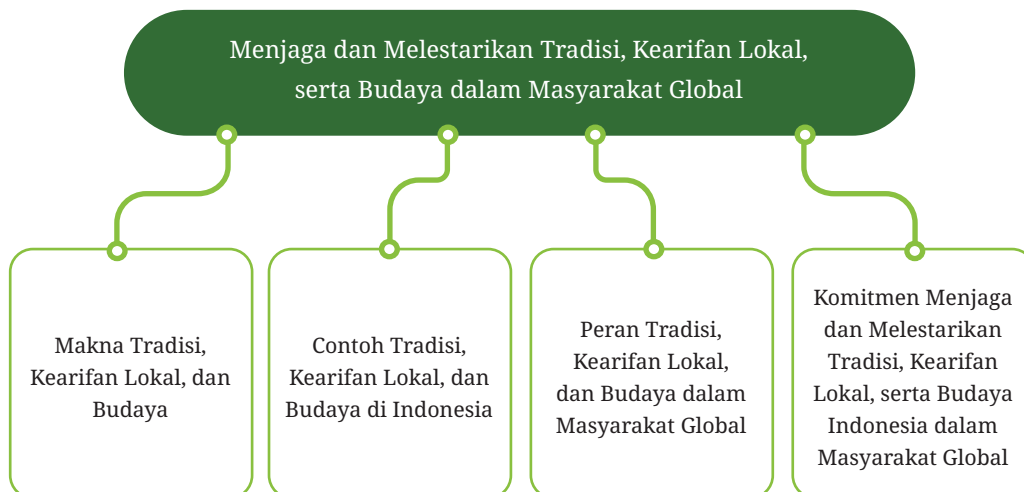 Menjaga dan Melestarikan Tradisi, Kearifan Lokal,
serta Budaya dalam Masyarakat Global
Makna Tradisi,
Kearifan Lokal, dan
Budaya
Contoh Tradisi,
Kearifan Lokal, dan
Budaya di Indonesia
Peran Tradisi,
Kearifan Lokal,
dan Budaya dalam
Masyarakat Global
Komitmen Menjaga
dan Melestarikan
Tradisi, Kearifan
Lokal, serta Budaya
Indonesia dalam
Masyarakat Global